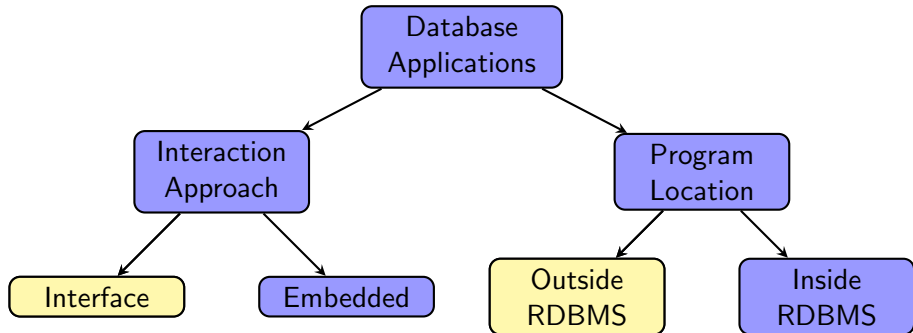 Database
Applications
Interaction
Approach
Program
Location
Interface
Embedded
Outside
RDBMS
Inside
RDBMS